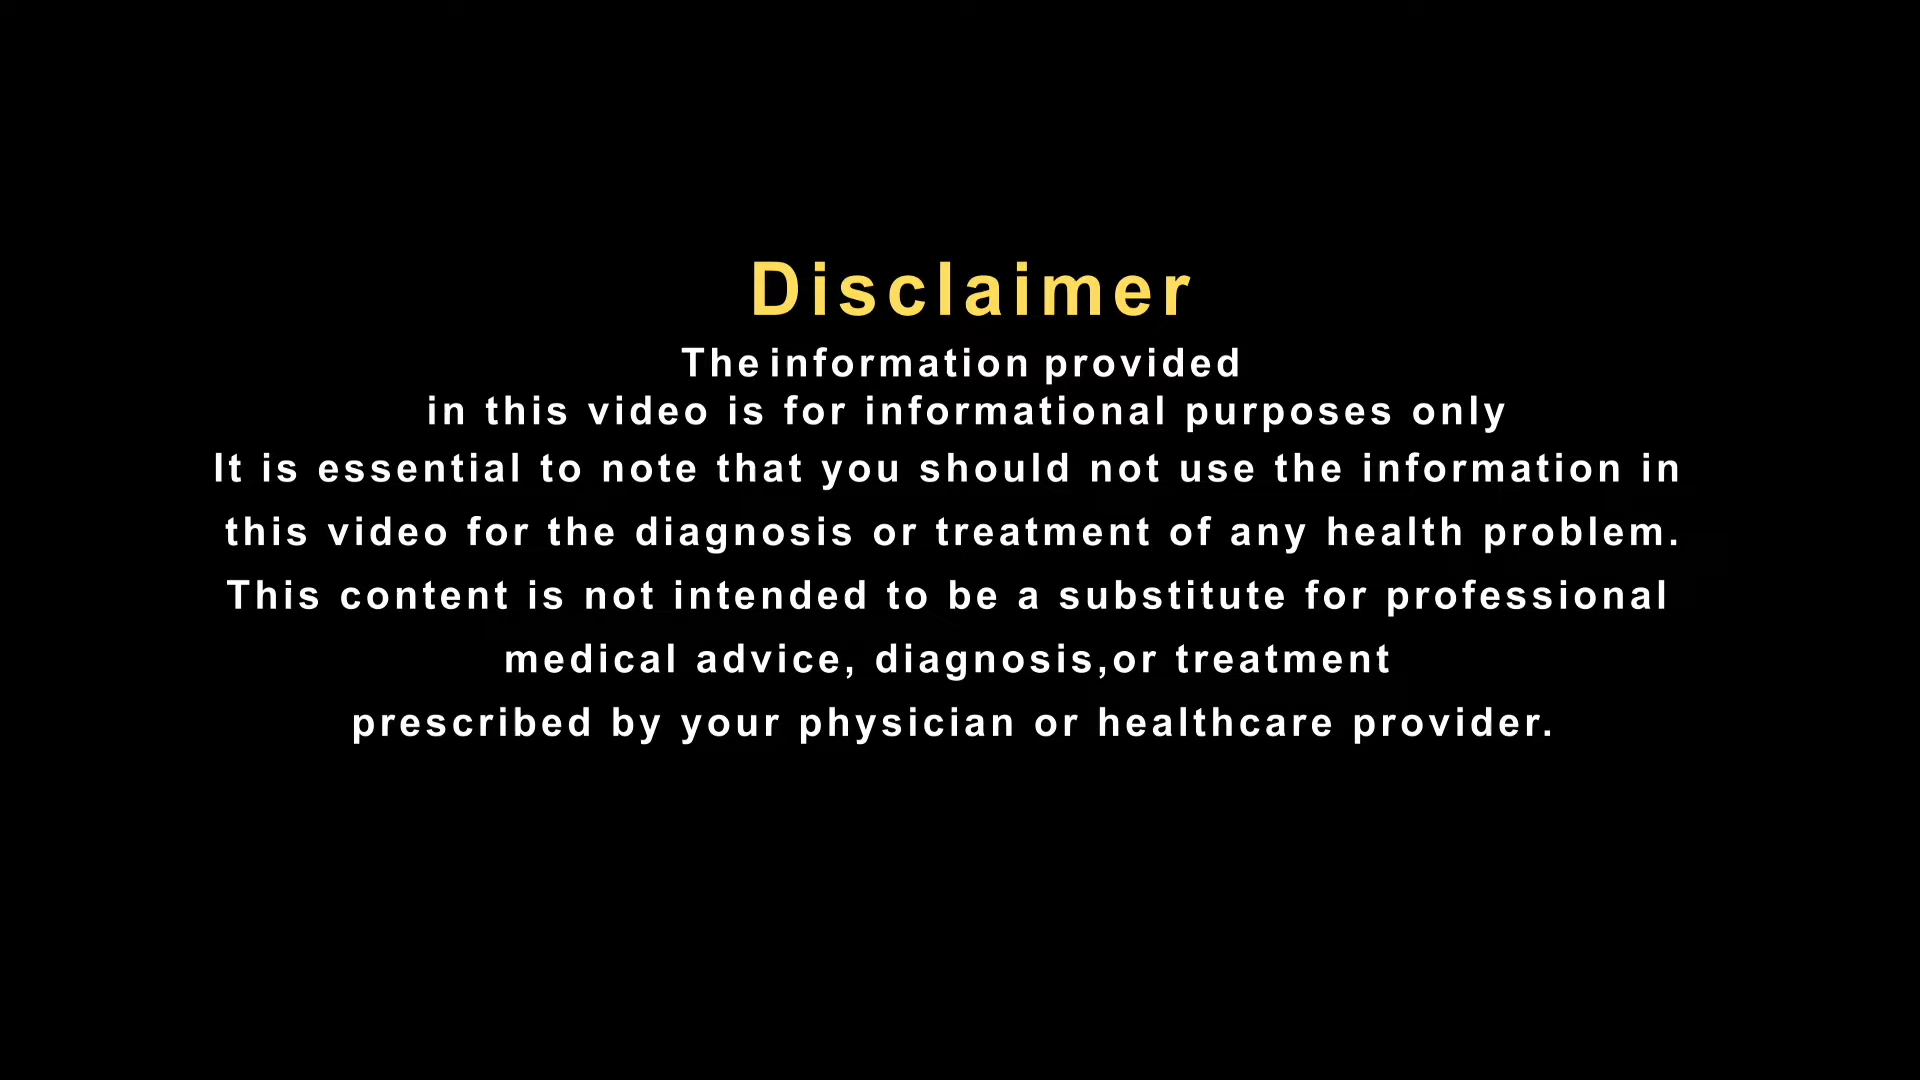 Disclaimer
The information provided
in this video is for informational purposes only
It is essential to note that you should not use the information in
this video for the diagnosis or treatment of any health problem.
This content is not intended to be a substitute for professional
medical advice, diagnosis,or treatment
prescribed by your physician or healthcare provider.